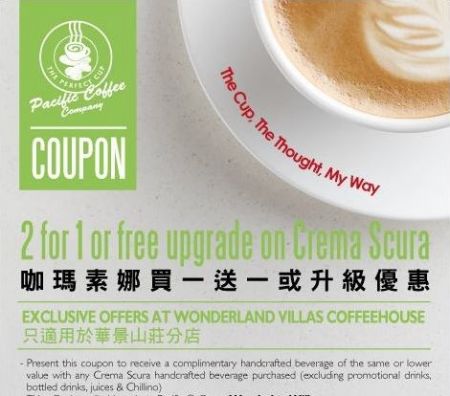 THE PERFECT CUP
Pacific Coffee
Company
COUPON
The Cup, The Thought, My Way
2 for 1 or free upgrade on Crema Scura
咖瑪素娜買一送一或升級優惠
EXCLUSIVE OFFERS AT WONDERLAND VILLAS COFFEEHOUSE
只適用於華景山莊分店
- Present this coupon to receive a complimentary handcrafted beverage of the same or lower
value with any Crema Scura handcrafted beverage purchased (excluding promotional drinks,
bottled drinks, juices & Chillino)